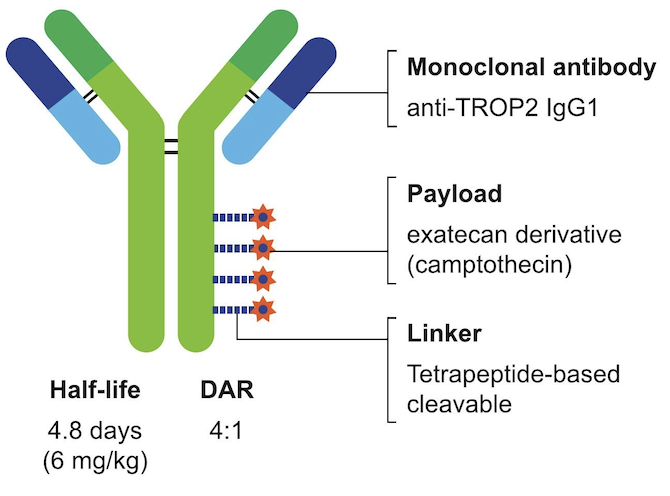 Monoclonal antibody
anti-TROP2 IgG1
Payload
exatecan derivative
(camptothecin)
Linker
Tetrapeptide-based
cleavable
Half-life
4.8 days
(6 mg/kg)
DAR
4:1